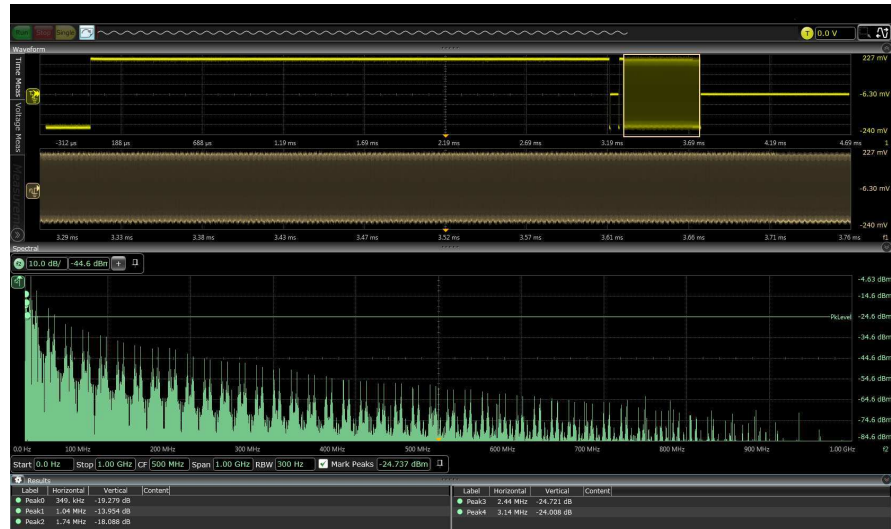 Run Stop Single T 0.0 V
Waveform
Time Meas
Voltage Meas
Measurements
227 mV
-6.30 mV
-240 mV
-312 µs 188 µs 688 µs 1.19 ms 1.69 ms 2.19 ms 2.69 ms 3.19 ms 3.69 ms 4.19 ms 4.69 ms 1
227 mV
-6.30 mV
-240 mV
3.29 ms 3.33 ms 3.38 ms 3.43 ms 3.47 ms 3.52 ms 3.57 ms 3.61 ms 3.66 ms 3.71 ms 3.76 ms f1
Spectral
f2 10.0 dB/ -44.6 dBm +
-4.63 dBm
-14.6 dBm
PkLevel -24.6 dBm
-34.6 dBm
-44.6 dBm
-54.6 dBm
-64.6 dBm
-74.6 dBm
-84.6 dBm
0.0 Hz 100 MHz 200 MHz 300 MHz 400 MHz 500 MHz 600 MHz 700 MHz 800 MHz 900 MHz 1.00 GHz f2
Start 0.0 Hz Stop 1.00 GHz CF 500 MHz Span 1.00 GHz RBW 300 Hz Mark Peaks -24.737 dBm
Results
Label Horizontal Vertical Content
Peak0 349. kHz -19.279 dB
Peak1 1.04 MHz -13.954 dB
Peak2 1.74 MHz -18.088 dB
Label Horizontal Vertical Content
Peak3 2.44 MHz -24.721 dB
Peak4 3.14 MHz -24.008 dB